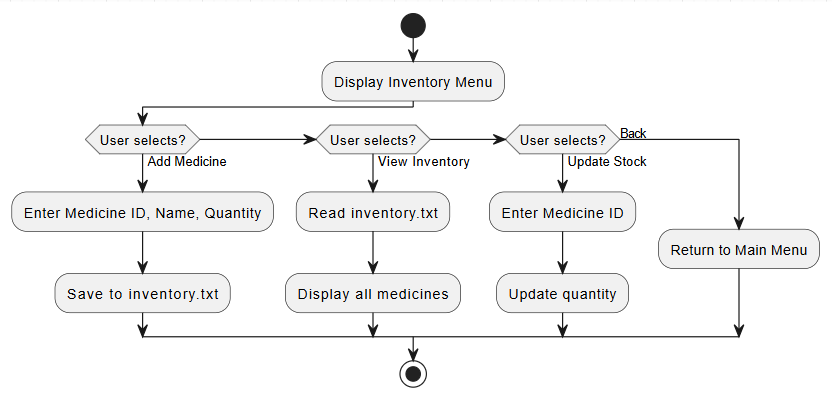 Display Inventory Menu
User selects?
User selects?
User selects?
Back
Add Medicine
View Inventory
Update Stock
Enter Medicine ID, Name, Quantity
Read inventory.txt
Enter Medicine ID
Return to Main Menu
Save to inventory.txt
Display all medicines
Update quantity